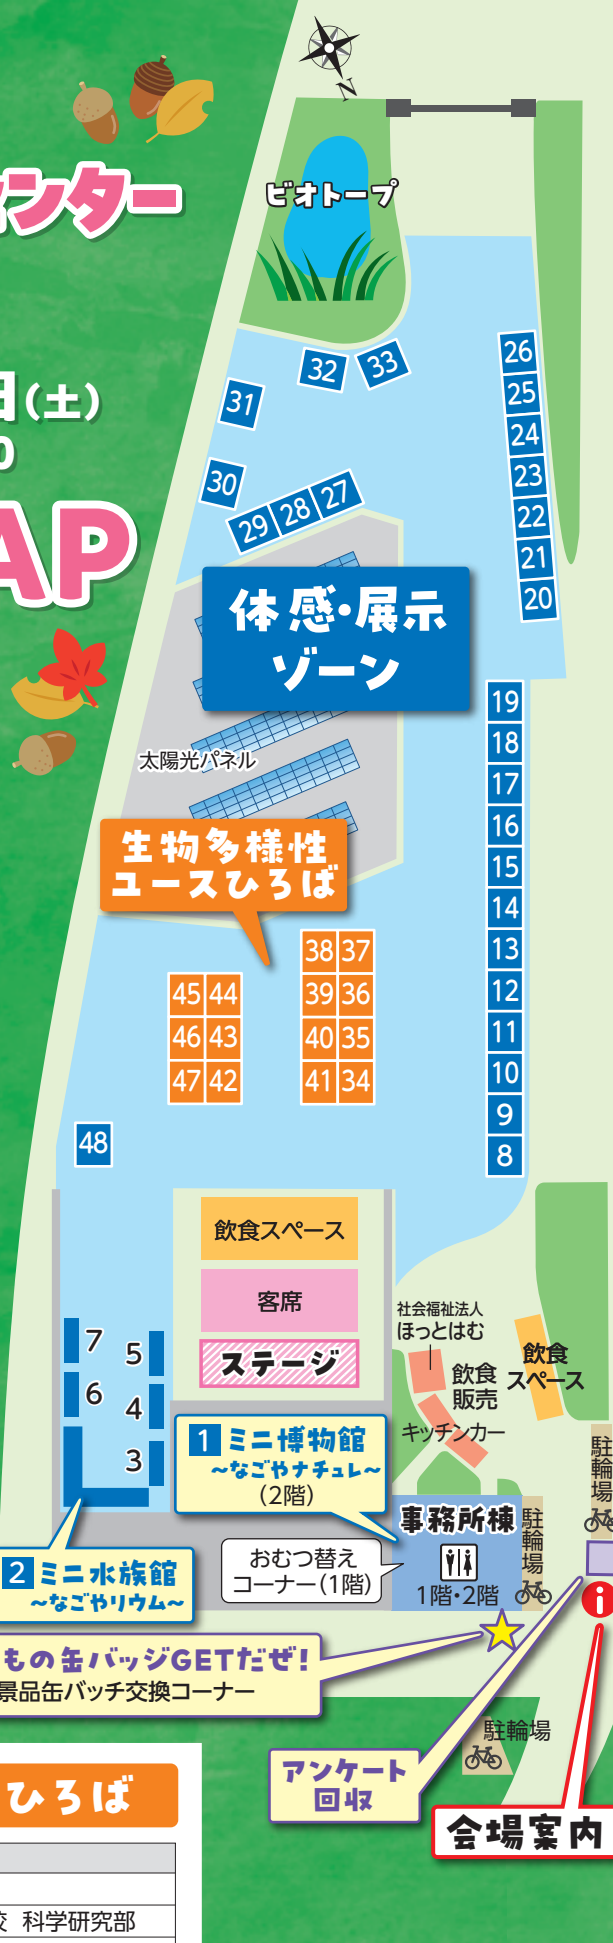 N
ビオトープ
センター
日(土)
0
AP
26
25
24
23
22
21
20
32
33
31
30
29
28
27
体感・展示
ゾーン
太陽光パネル
19
18
17
16
15
14
13
12
11
10
9
8
生物多様性
ユースひろば
38 37
39 36
40 35
41 34
45 44
46 43
47 42
48
飲食スペース
客席
ステージ
7
6
5
4
3
社会福祉法人
ほっとはむ
飲食
販売
飲食
スペース
キッチンカー
1 ミニ博物館
~なごやナチュレ~
(2階)
2 ミニ水族館
~なごやリウム~
おむつ替え
コーナー(1階)
事務所棟
1階・2階
駐輪場
駐輪場
i
もの缶バッジGETだぜ!
景品缶バッチ交換コーナー
駐輪場
アンケート
回収
会場案内
ひろば
科学研究部